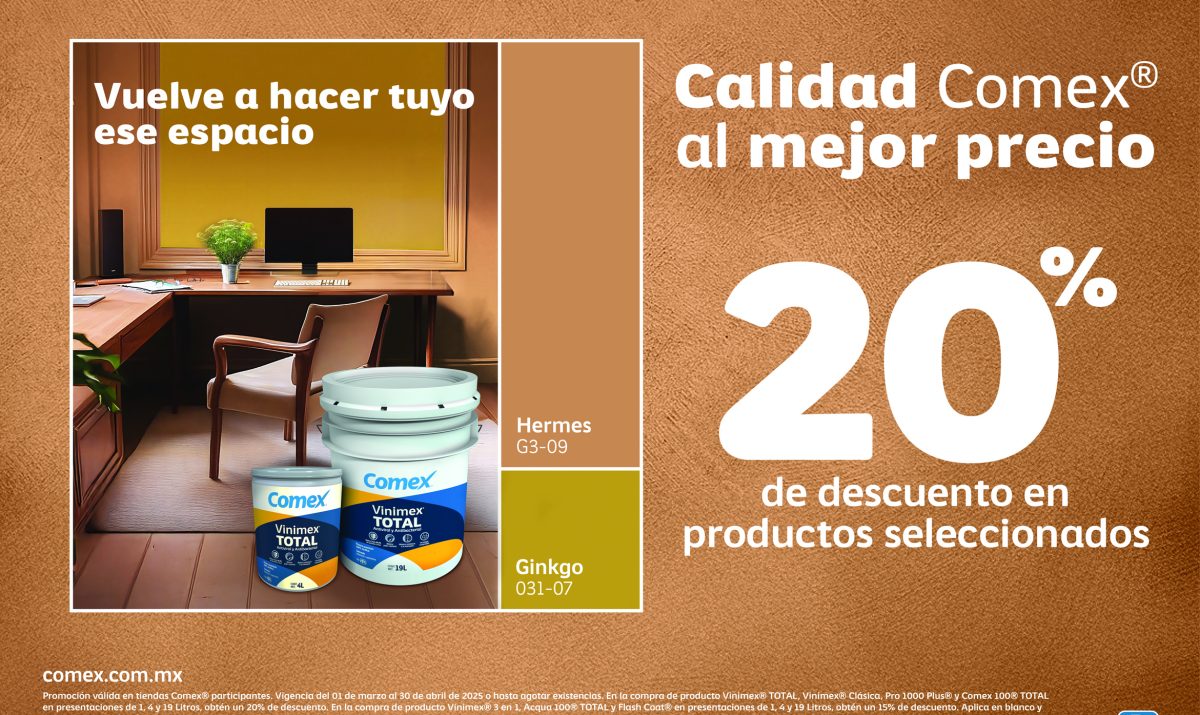 Vuelve a hacer tuyo
ese espacio
Calidad Comex®
al mejor precio
20%
de descuento en
productos seleccionados
Hermes
G3-09
Ginkgo
031-07
Comex
Vinimex®
TOTAL
Antiviral y Antibacterial
4L
Comex
Vinimex®
TOTAL
Antiviral y Antibacterial
19L
comex.com.mx
Promoción válida en tiendas Comex® participantes. Vigencia del 01 de marzo al 30 de abril de 2025 o hasta agotar existencias. En la compra de producto Vinimex® TOTAL, Vinimex® Clásica, Pro 1000 Plus® y Comex 100® TOTAL
en presentaciones de 1, 4 y 19 Litros, obtén un 20% de descuento. En la compra de producto Vinimex® 3 en 1, Acqua 100® TOTAL y Flash Coat® en presentaciones de 1, 4 y 19 Litros, obtén un 15% de descuento. Aplica en blanco y